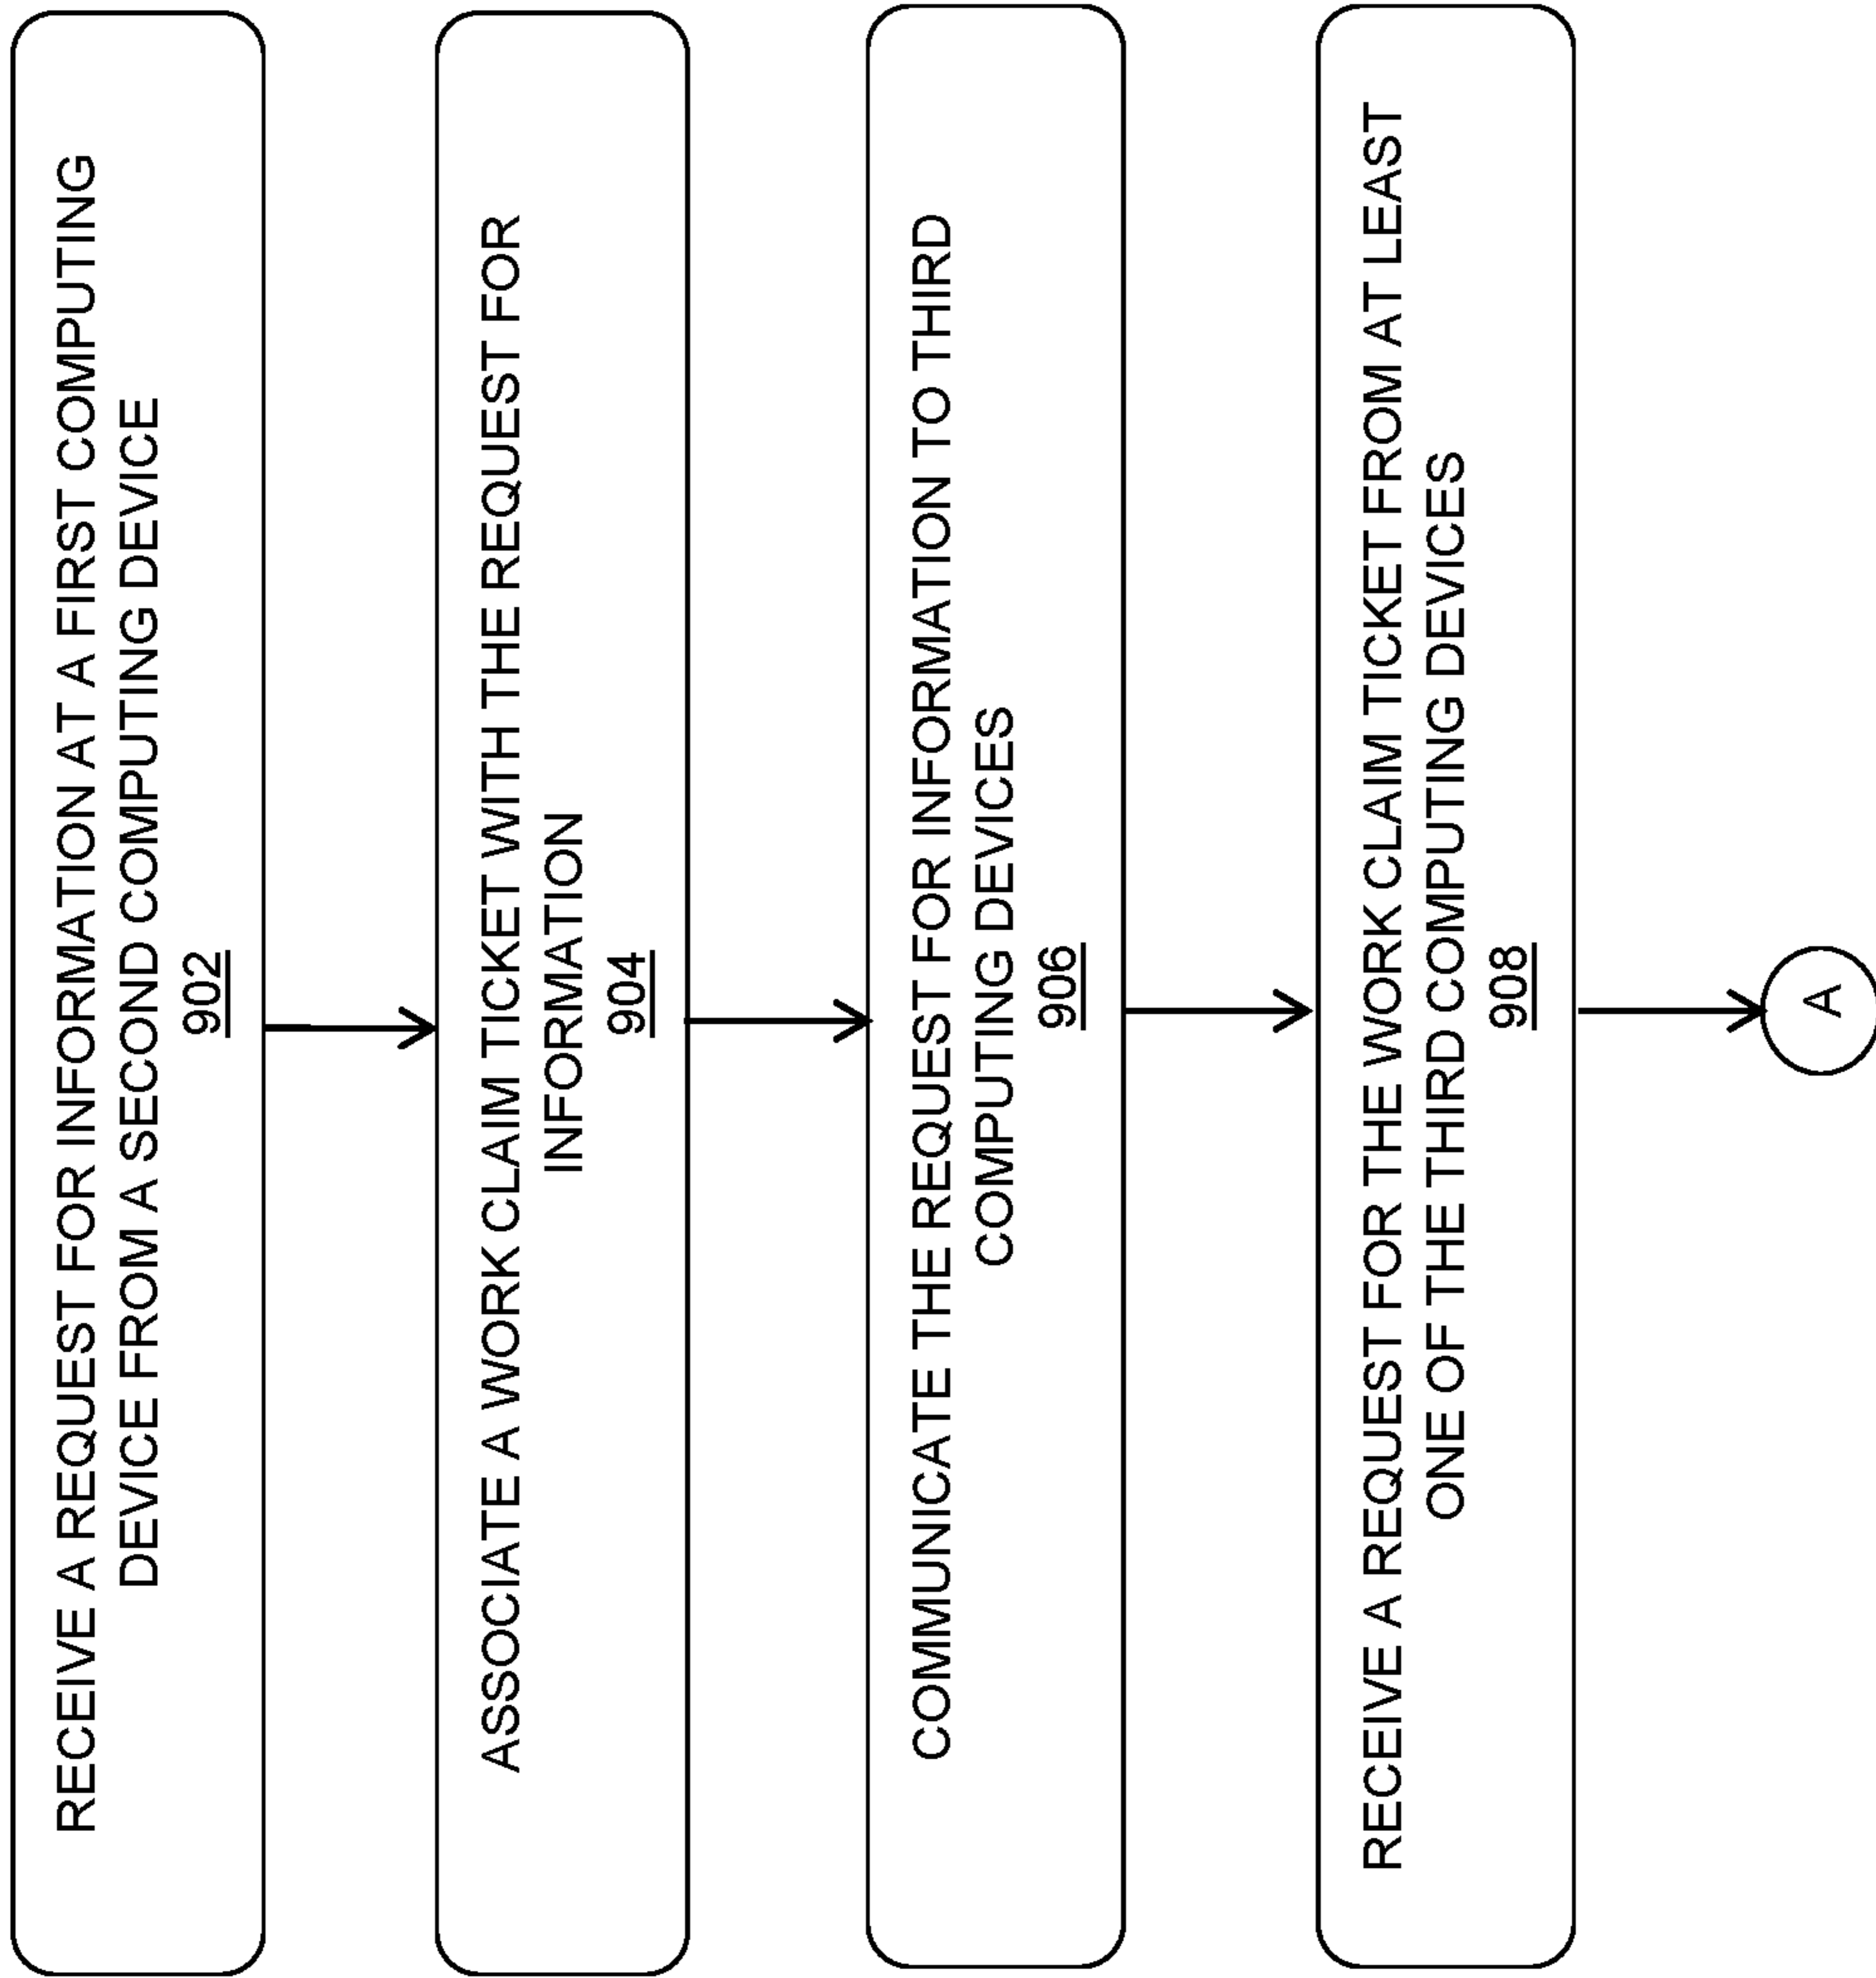 RECEIVE A REQUEST FOR INFORMATION AT A FIRST COMPUTING
DEVICE FROM A SECOND COMPUTING DEVICE
902
ASSOCIATE A WORK CLAIM TICKET WITH THE REQUEST FOR
INFORMATION
904
COMMUNICATE THE REQUEST FOR INFORMATION TO THIRD
COMPUTING DEVICES
906
RECEIVE A REQUEST FOR THE WORK CLAIM TICKET FROM AT LEAST
ONE OF THE THIRD COMPUTING DEVICES
908
A